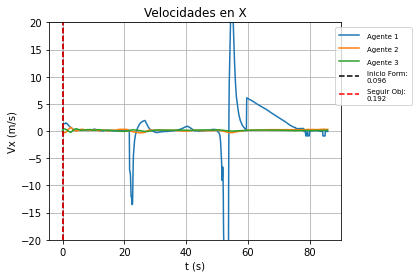 Velocidades en X
Vx (m/s)
20
15
10
5
0
−5
−10
−15
−20
0
20
40
60
80
t (s)
Agente 1
Agente 2
Agente 3
Inicio Form:
0.096
Seguir Obj:
0.192